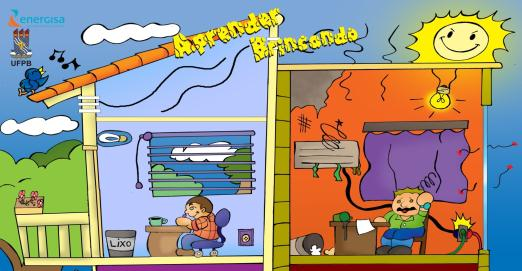 energisa
UFPB
Aprender
Brincando
LIXO